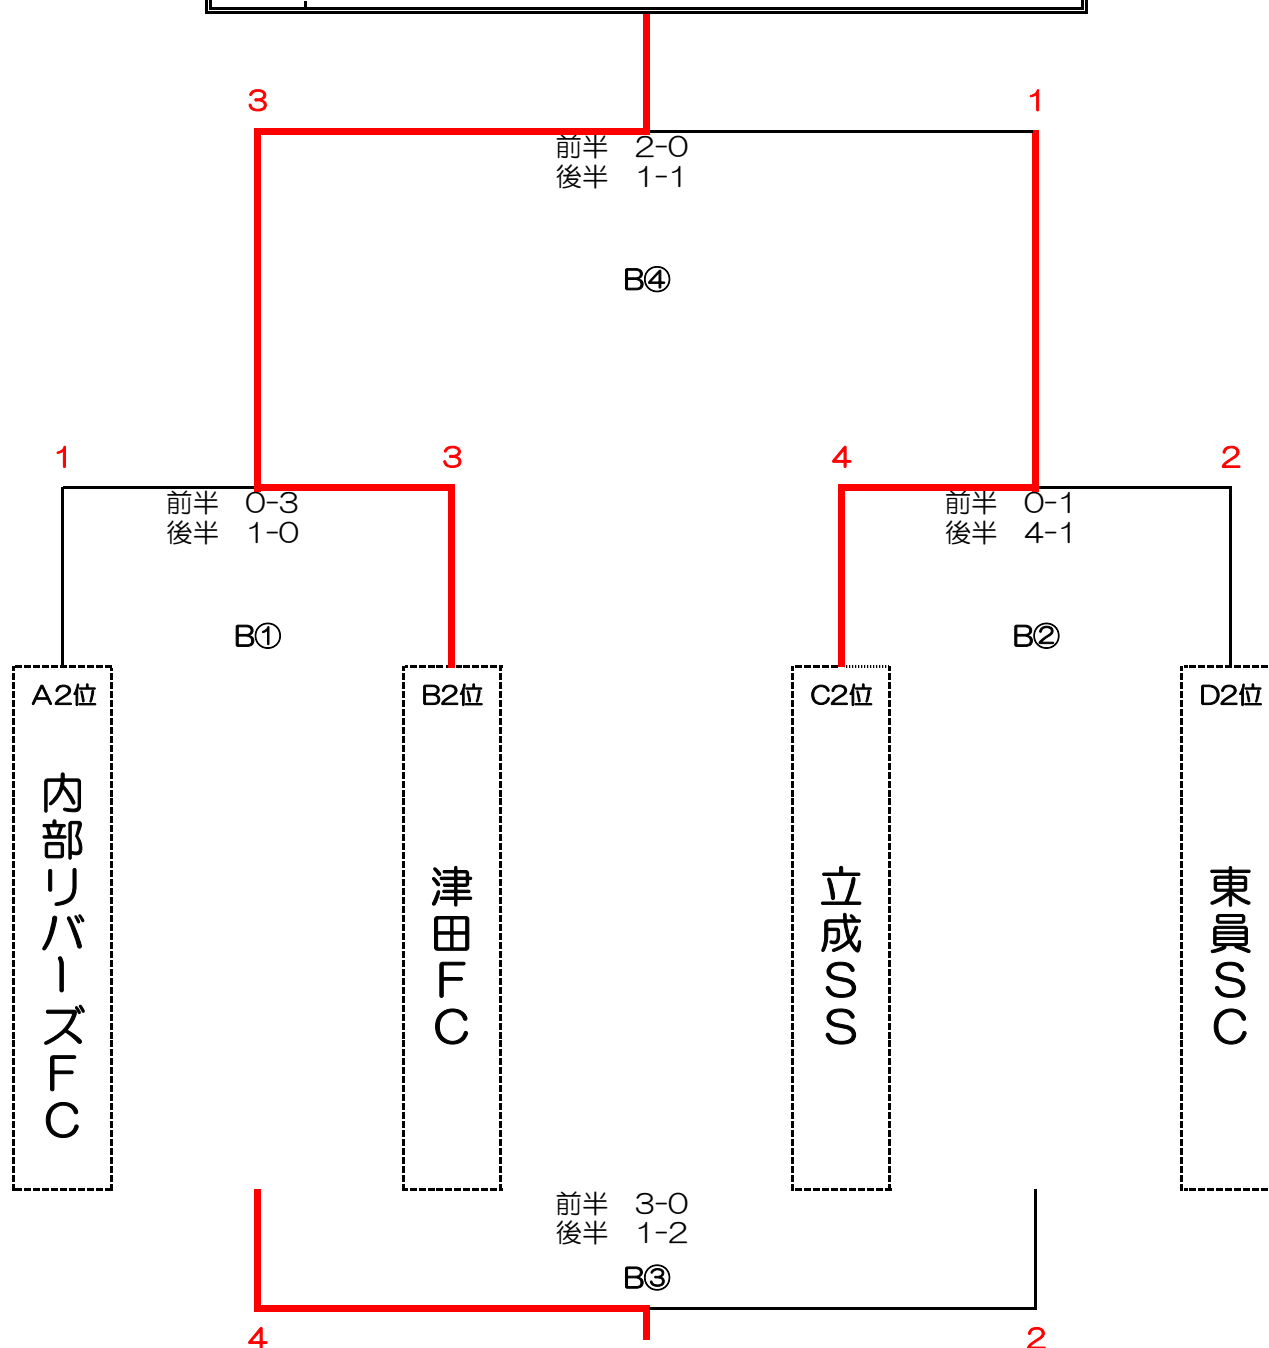 3
1
前半 2-0
後半 1-1
B④
1
3
4
2
前半 0-3
後半 1-0
前半 0-1
後半 4-1
B①
B②
A2位
B2位
C2位
D2位
内部リバーズFC
津田FC
立成SS
東員SC
前半 3-0
後半 1-2
B③
4
2